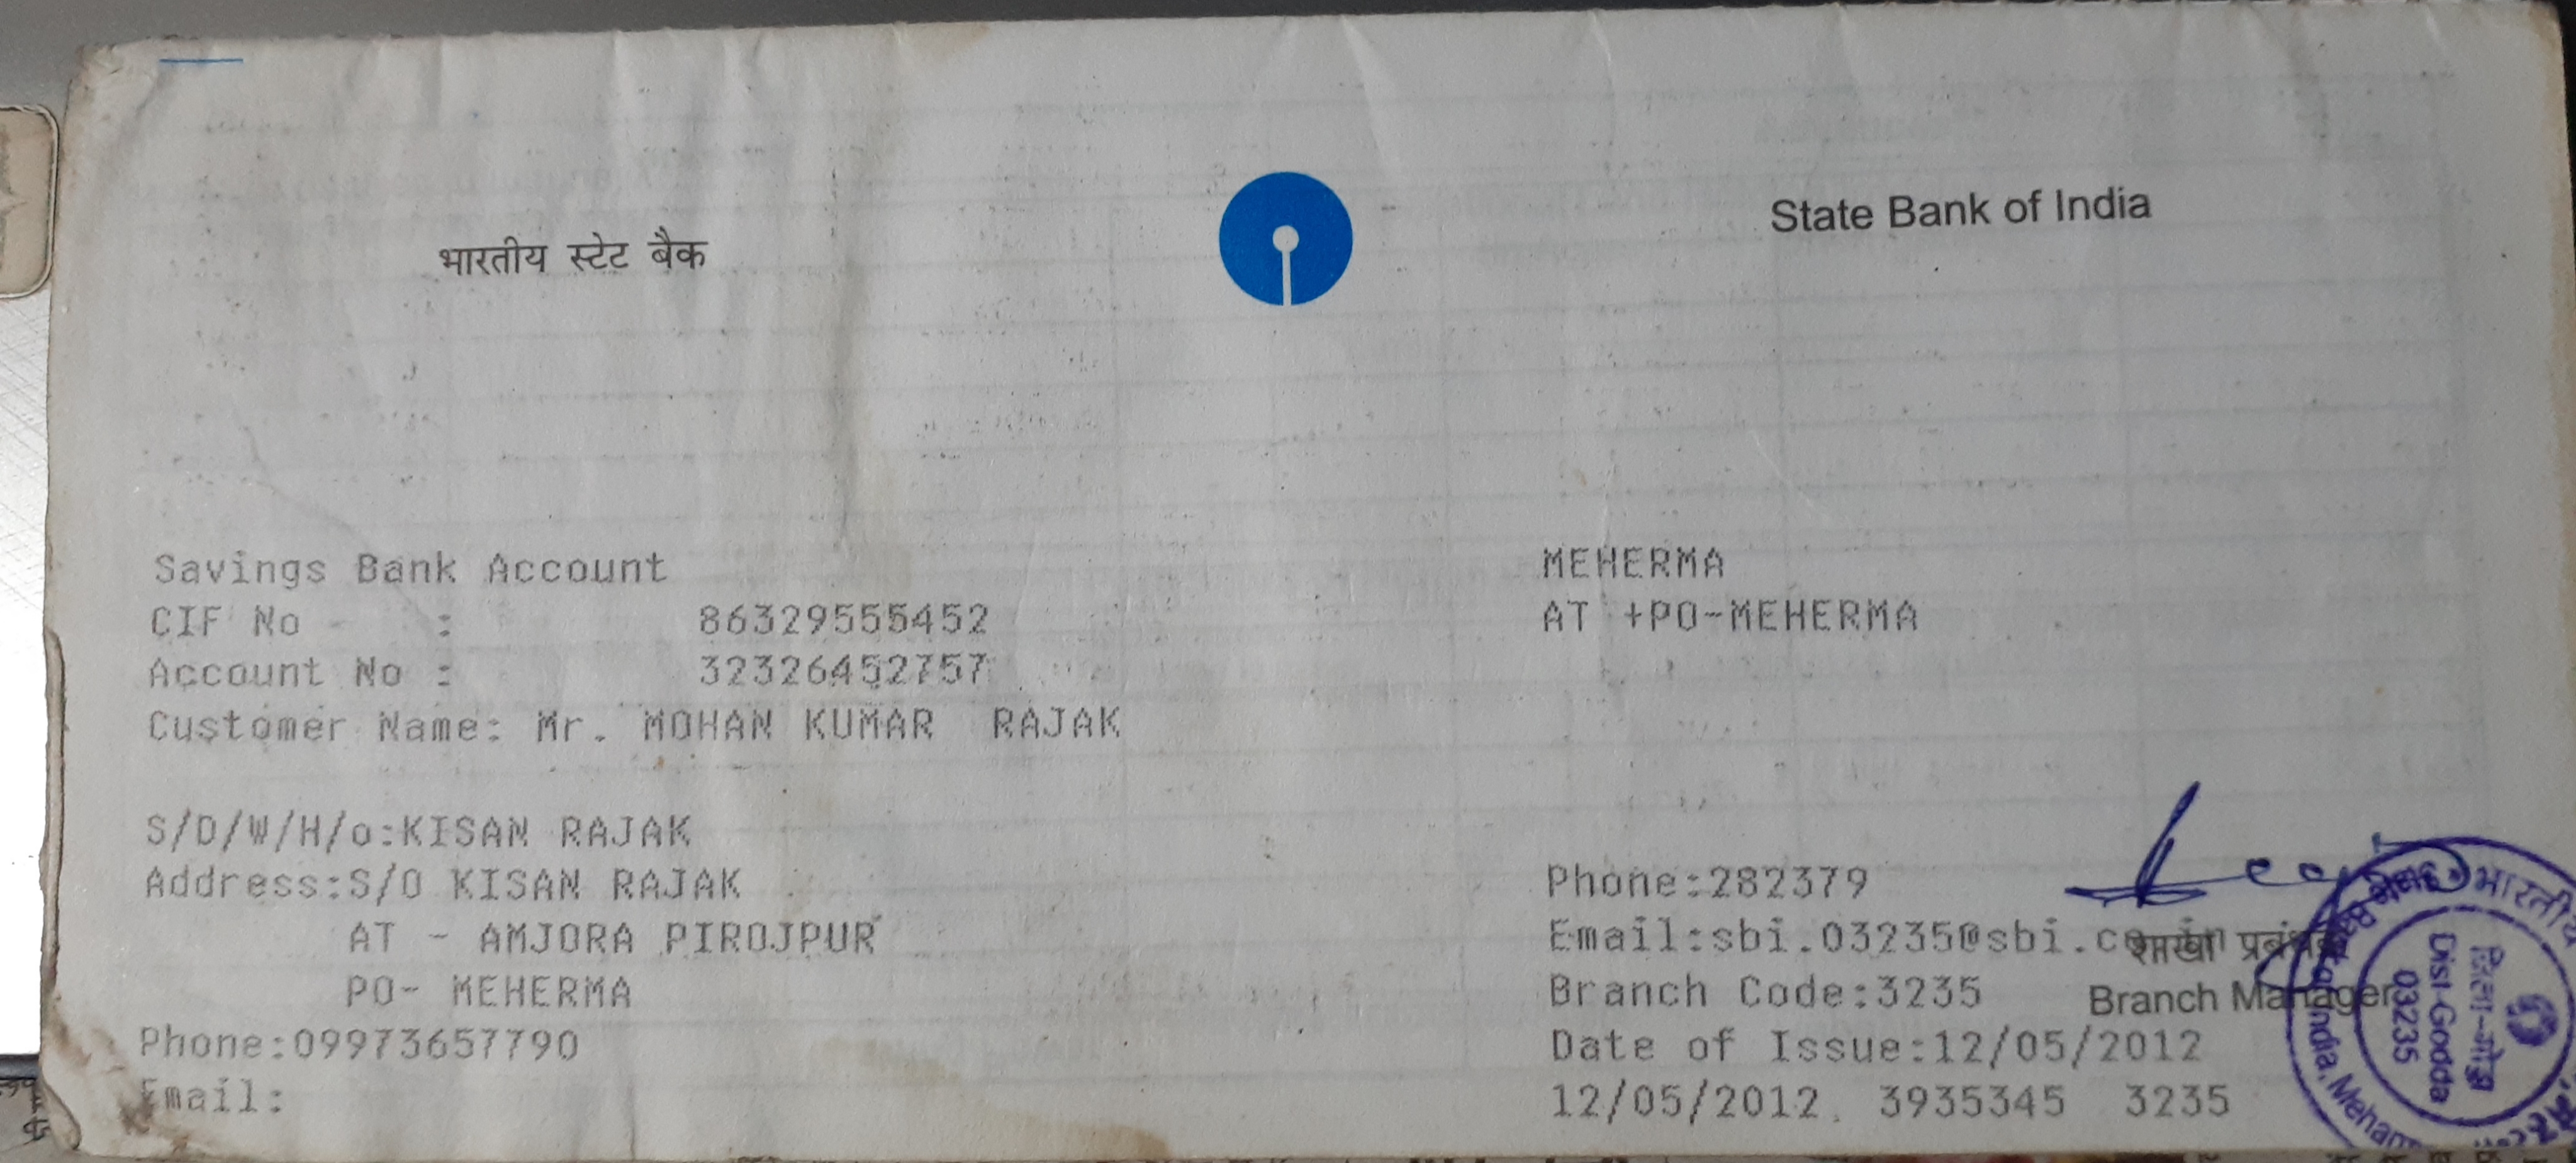 भारतीय स्टेट बैंक
State Bank of India
Savings Bank Account
CIF No : 86329555452
Account No : 32326452757
Customer Name: Mr. MOHAN KUMAR RAJAK
MEHERMA
AT +PO-MEHERMA
S/D/W/H/o:KISAN RAJAK
Address:S/O KISAN RAJAK
AT - AMJORA PIROJPUR
PO- MEHERMA
Phone:09973657790
Email:
Phone:282379
Email:sbi.03235@sbi.co.in
Branch Code:3235
Date of Issue:12/05/2012
12/05/2012 3935345 3235
शाखा प्रबंधक
Branch Manager
भारतीय
जिला-गोड्डा
Dist-Godda
03235